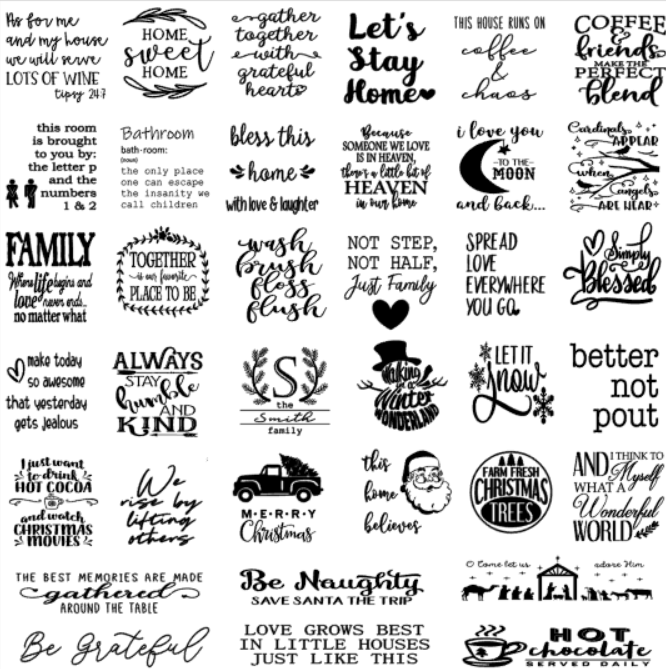 As for me
and my house
we will serve
LOTS OF WINE
tipsy 24:7
HOME
sweet
HOME
gather
together
with
grateful
hearts
Let's
Stay
Home
THIS HOUSE RUNS ON
coffee
&
chaos
COFFEE
& friends
MAKE THE
PERFECT
blend
this room
is brought
to you by:
the letter p
and the
numbers
1 & 2
Bathroom
bath·room:
(noun)
the only place
one can escape
the insanity we
call children
bless this
home
with love & laughter
Because
SOMEONE WE LOVE
IS IN HEAVEN,
there's a little bit of
HEAVEN
in our home
i love you
-TO THE-
MOON
and back...
Cardinals
APPEAR
when
angels
ARE NEAR
FAMILY
Where life begins and
love never ends...
no matter what
TOGETHER
is our favorite
PLACE TO BE
wash
brush
floss
flush
NOT STEP,
NOT HALF,
Just Family
SPREAD
LOVE
EVERYWHERE
YOU GO.
Simply
Blessed
make today
so awesome
that yesterday
gets jealous
ALWAYS
STAY
humble
AND
KIND
S
the
Smith
family
Walking
in a
Winter
WONDERLAND
LET IT
snow
better
not
pout
I just want
to drink
HOT COCOA
and watch
CHRISTMAS
MOVIES
We
rise by
lifting
others
M·E·R·R·Y
Christmas
this
home
believes
FARM FRESH
CHRISTMAS
TREES
AND I THINK TO
Myself
WHAT A
Wonderful
WORLD
THE BEST MEMORIES ARE MADE
gathered
AROUND THE TABLE
Be Naughty
SAVE SANTA THE TRIP
O Come let us adore Him
Be Grateful
LOVE GROWS BEST
IN LITTLE HOUSES
JUST LIKE THIS
HOT
chocolate
SERVED DAILY